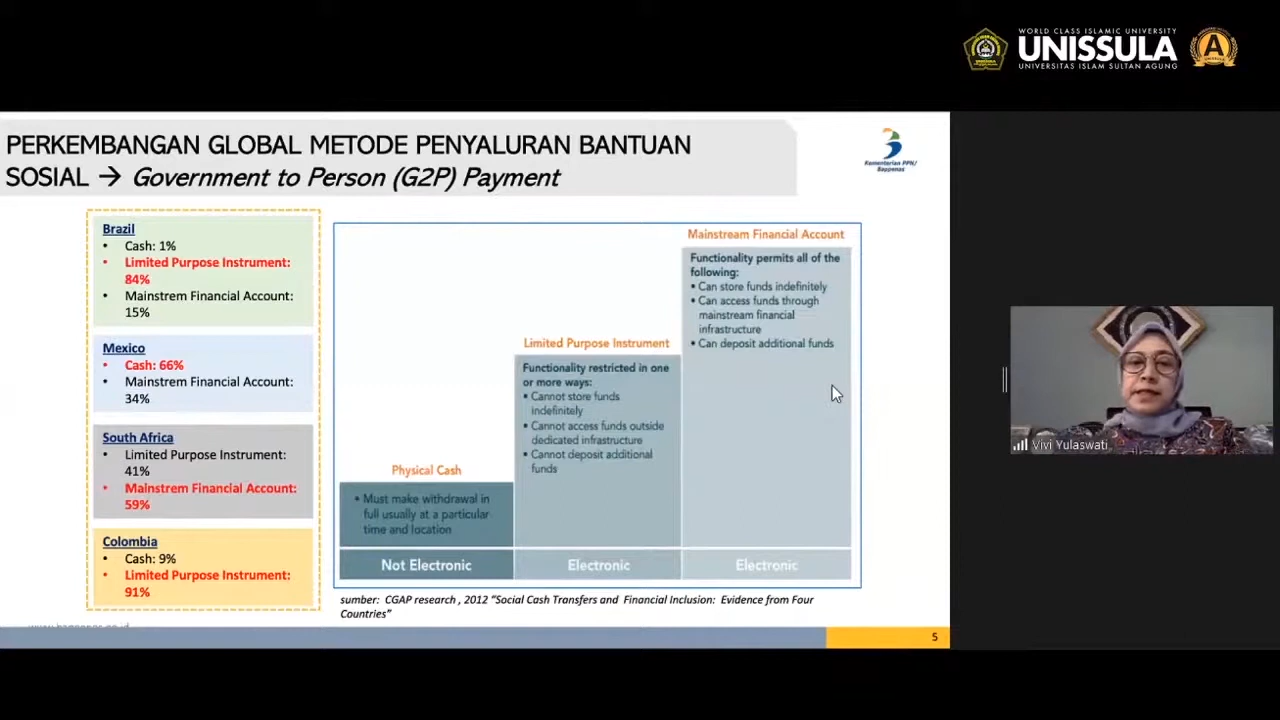 WORLD CLASS ISLAMIC UNIVERSITY
UNISSULA
UNIVERSITAS ISLAM SULTAN AGUNG
A
PERKEMBANGAN GLOBAL METODE PENYALURAN BANTUAN
SOSIAL → Government to Person (G2P) Payment
Kementerian PPN/
Bappenas
Brazil
• Cash: 1%
• Limited Purpose Instrument:
84%
• Mainstrem Financial Account:
15%
Mexico
• Cash: 66%
• Mainstrem Financial Account:
34%
South Africa
• Limited Purpose Instrument:
41%
• Mainstrem Financial Account:
59%
Colombia
• Cash: 9%
• Limited Purpose Instrument:
91%
Physical Cash
• Must make withdrawal in
full usually at a particular
time and location
Not Electronic
Limited Purpose Instrument
Functionality restricted in one
or more ways:
• Cannot store funds
indefinitely
• Cannot access funds outside
dedicated infrastructure
• Cannot deposit additional
funds
Electronic
Mainstream Financial Account
Functionality permits all of the
following:
• Can store funds indefinitely
• Can access funds through
mainstream financial
infrastructure
• Can deposit additional funds
Electronic
sumber: CGAP research , 2012 “Social Cash Transfers and Financial Inclusion: Evidence from Four
Countries”
5
Vivi Yulaswati